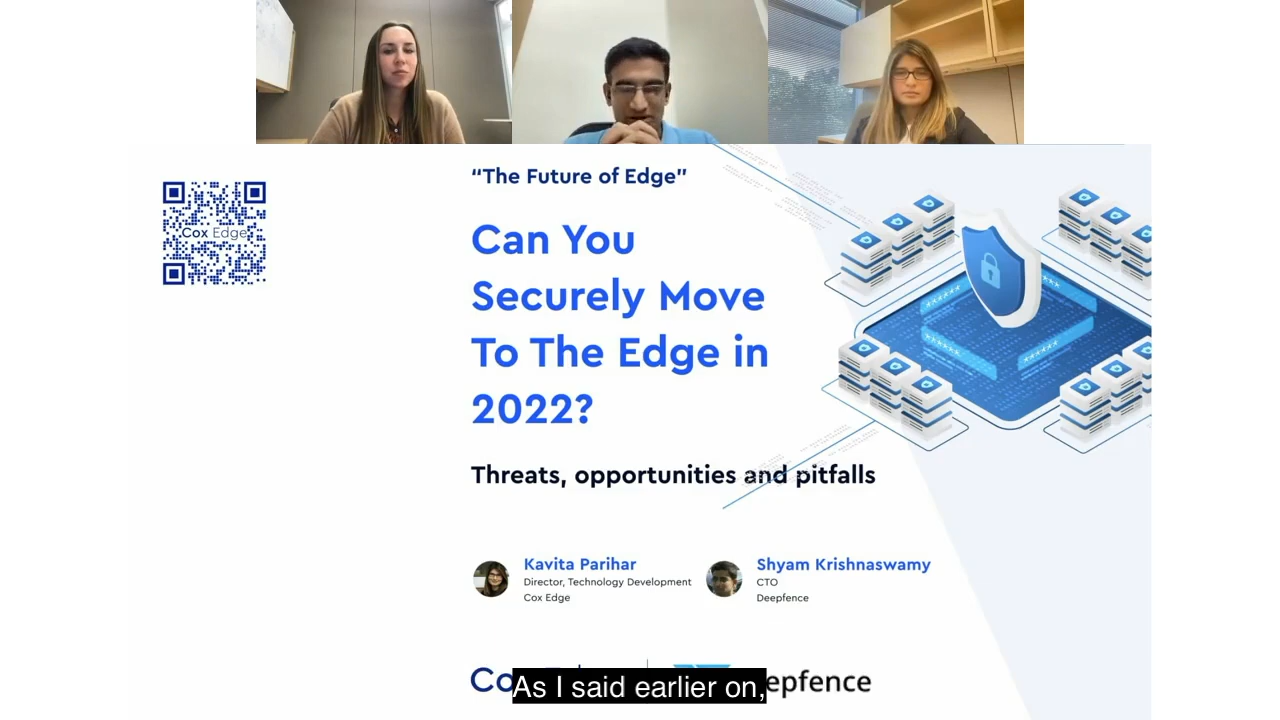 “The Future of Edge”
Cox Edge
Can You
Securely Move
To The Edge in
2022?
Threats, opportunities and pitfalls
Kavita Parihar
Director, Technology Development
Cox Edge
Shyam Krishnaswamy
CTO
Deepfence
As I said earlier on,